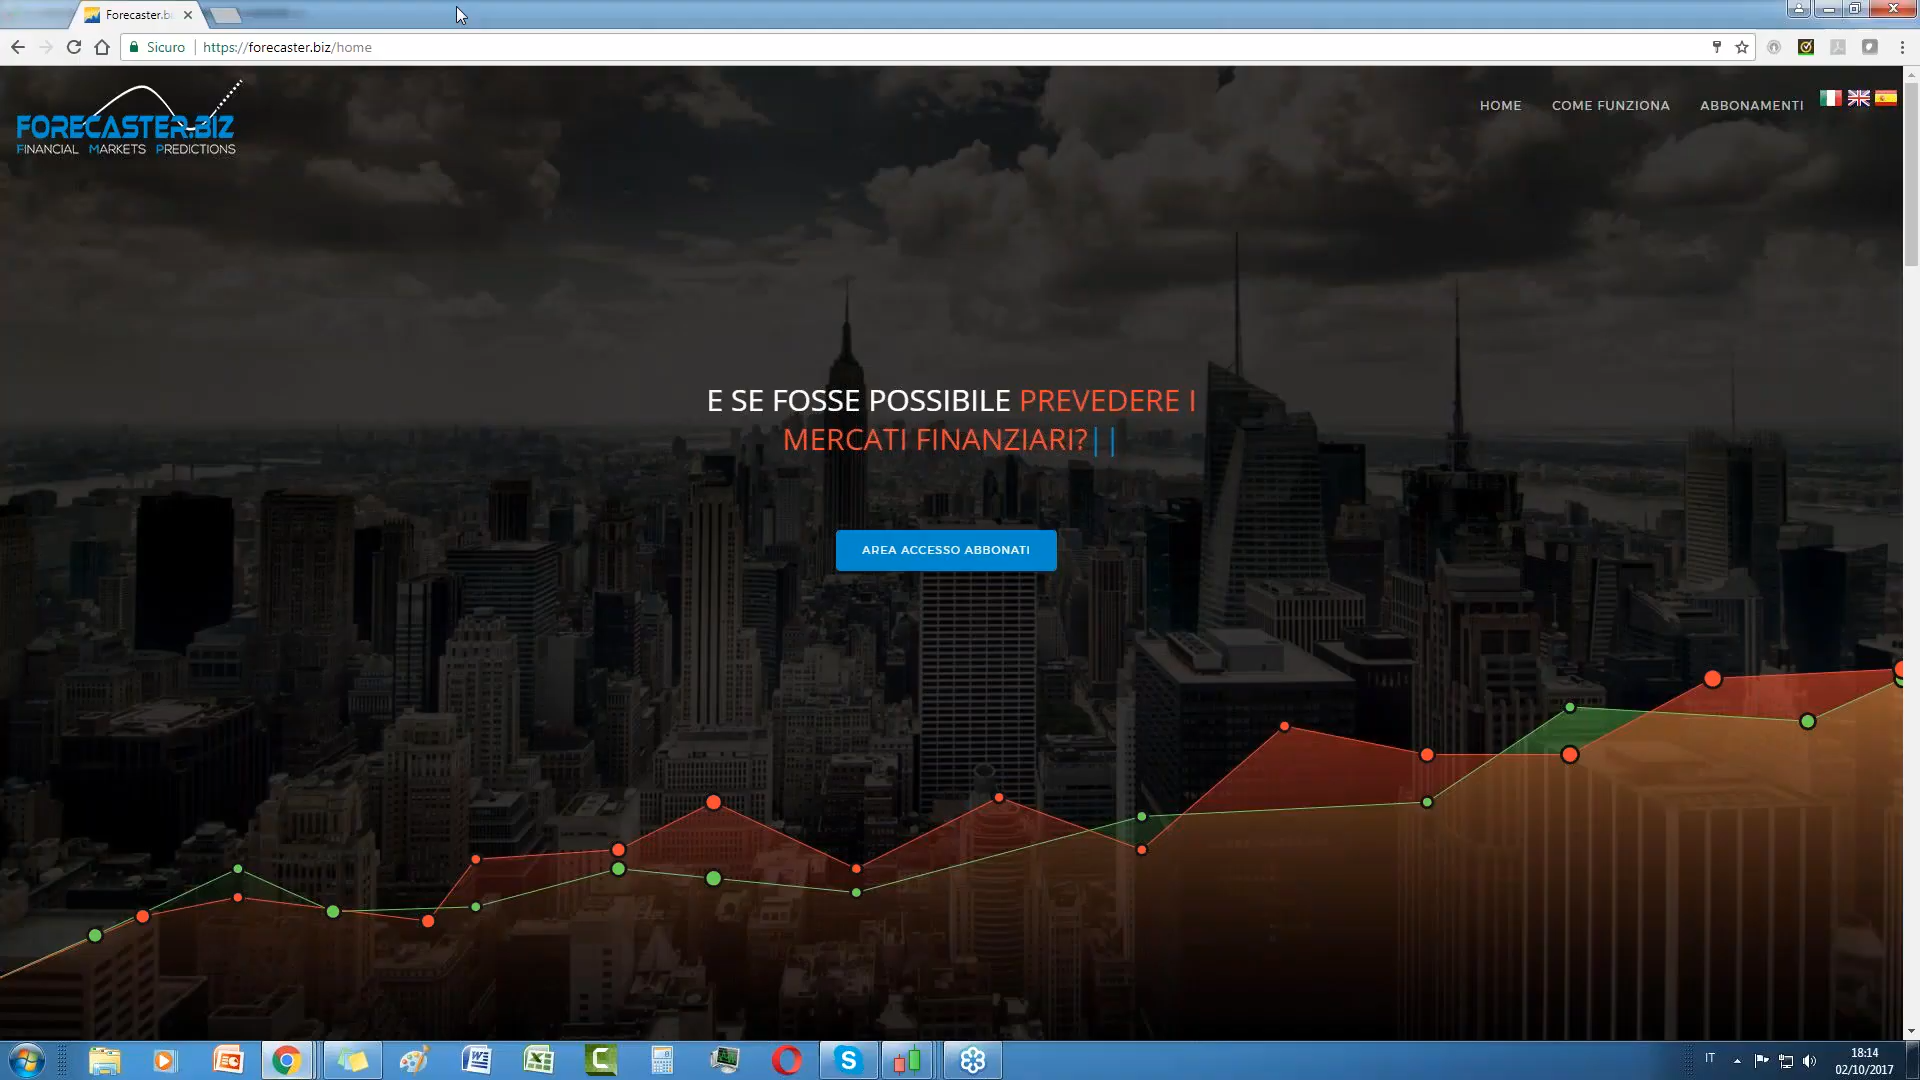 Forecaster.b
Sicuro
https://forecaster.biz/home
FORECASTER.BIZ
FINANCIAL MARKETS PREDICTIONS
HOME
COME FUNZIONA
ABBONAMENTI
E SE FOSSE POSSIBILE PREVEDERE I
MERCATI FINANZIARI?||
AREA ACCESSO ABBONATI
IT
18:14
02/10/2017